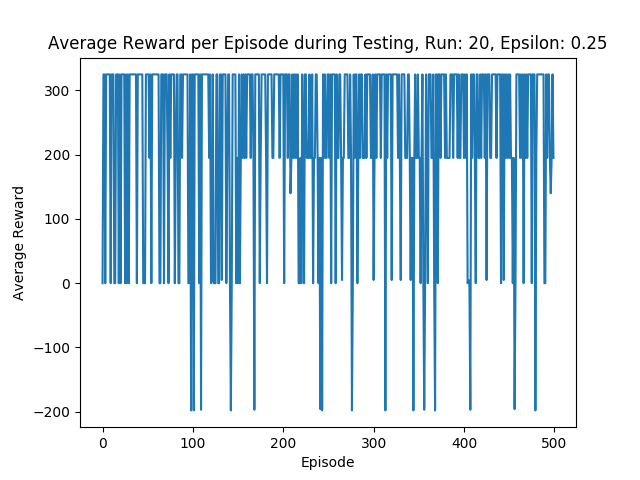 Average Reward per Episode during Testing, Run: 20, Epsilon: 0.25
Average Reward
300
200
100
0
−100
−200
0 100 200 300 400 500
Episode